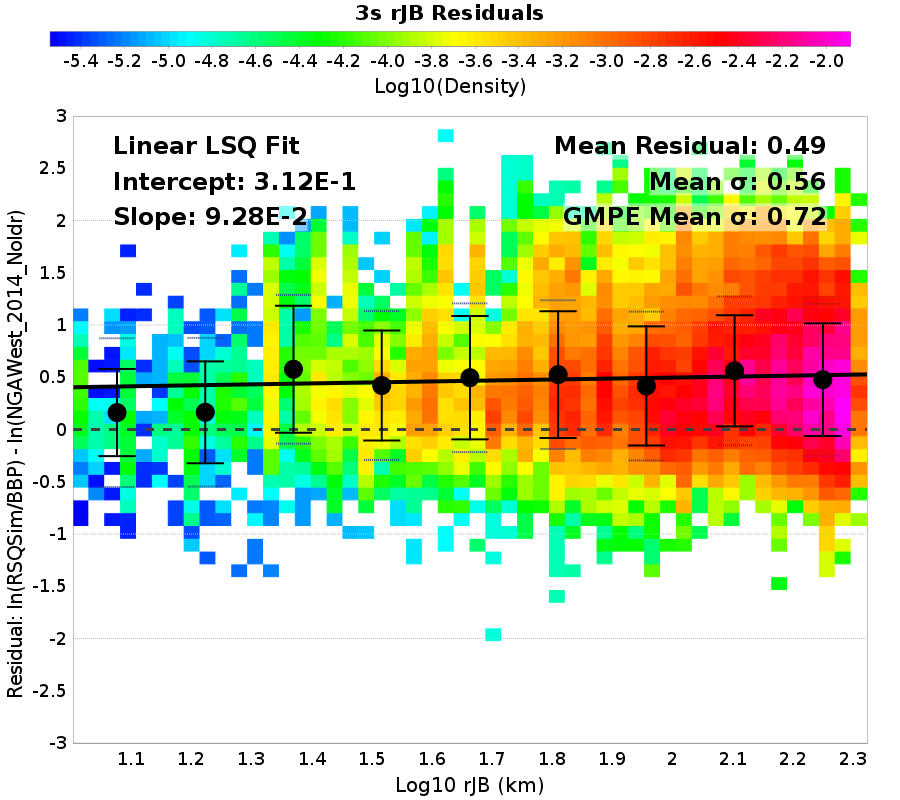 3s rJB Residuals
-5.4 -5.2 -5.0 -4.8 -4.6 -4.4 -4.2 -4.0 -3.8 -3.6 -3.4 -3.2 -3.0 -2.8 -2.6 -2.4 -2.2 -2.0
Log10(Density)
Linear LSQ Fit
Intercept: 3.12E-1
Slope: 9.28E-2
Mean Residual: 0.49
Mean σ: 0.56
GMPE Mean σ: 0.72
Residual: ln(RSQSim/BBP) - ln(NGAWest_2014_NoIdr)
3
2.5
2
1.5
1
0.5
0
-0.5
-1
-1.5
-2
-2.5
-3
1.1 1.2 1.3 1.4 1.5 1.6 1.7 1.8 1.9 2 2.1 2.2 2.3
Log10 rJB (km)